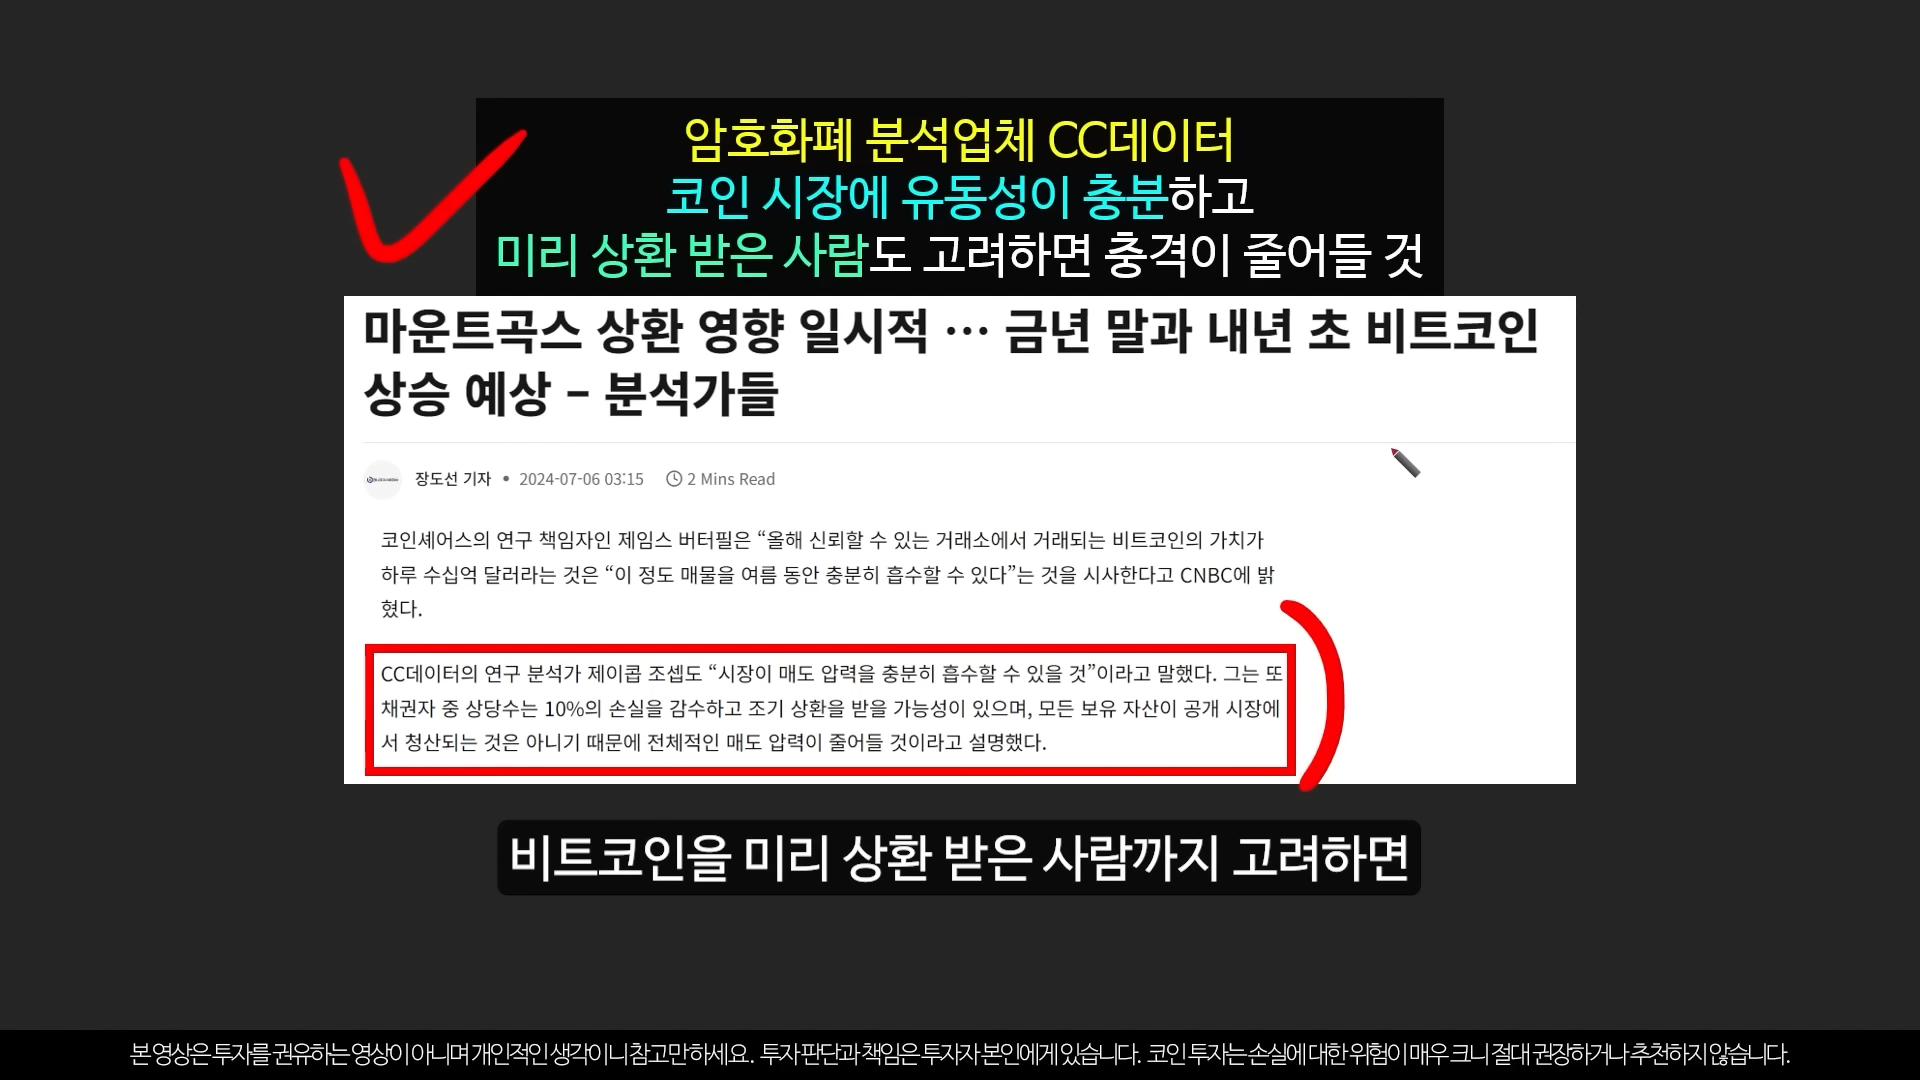 암호화폐 분석업체 CC데이터
코인 시장에 유동성이 충분하고
미리 상환 받은 사람도 고려하면 충격이 줄어들 것
마운트곡스 상환 영향 일시적 … 금년 말과 내년 초 비트코인
상승 예상 – 분석가들
장도선 기자 • 2024-07-06 03:15 2 Mins Read
코인셰어스의 연구 책임자인 제임스 버터필은 “올해 신뢰할 수 있는 거래소에서 거래되는 비트코인의 가치가
하루 수십억 달러라는 것은 “이 정도 매물을 여름 동안 충분히 흡수할 수 있다”는 것을 시사한다고 CNBC에 밝
혔다.
CC데이터의 연구 분석가 제이콥 조셉도 “시장이 매도 압력을 충분히 흡수할 수 있을 것”이라고 말했다. 그는 또
채권자 중 상당수는 10%의 손실을 감수하고 조기 상환을 받을 가능성이 있으며, 모든 보유 자산이 공개 시장에
서 청산되는 것은 아니기 때문에 전체적인 매도 압력이 줄어들 것이라고 설명했다.
비트코인을 미리 상환 받은 사람까지 고려하면
본 영상은 투자를 권유하는 영상이 아니며 개인적인 생각이니 참고만 하세요. 투자 판단과 책임은 투자자 본인에게 있습니다. 코인 투자는 손실에 대한 위험이 매우 크니 절대 권장하거나 추천하지 않습니다.